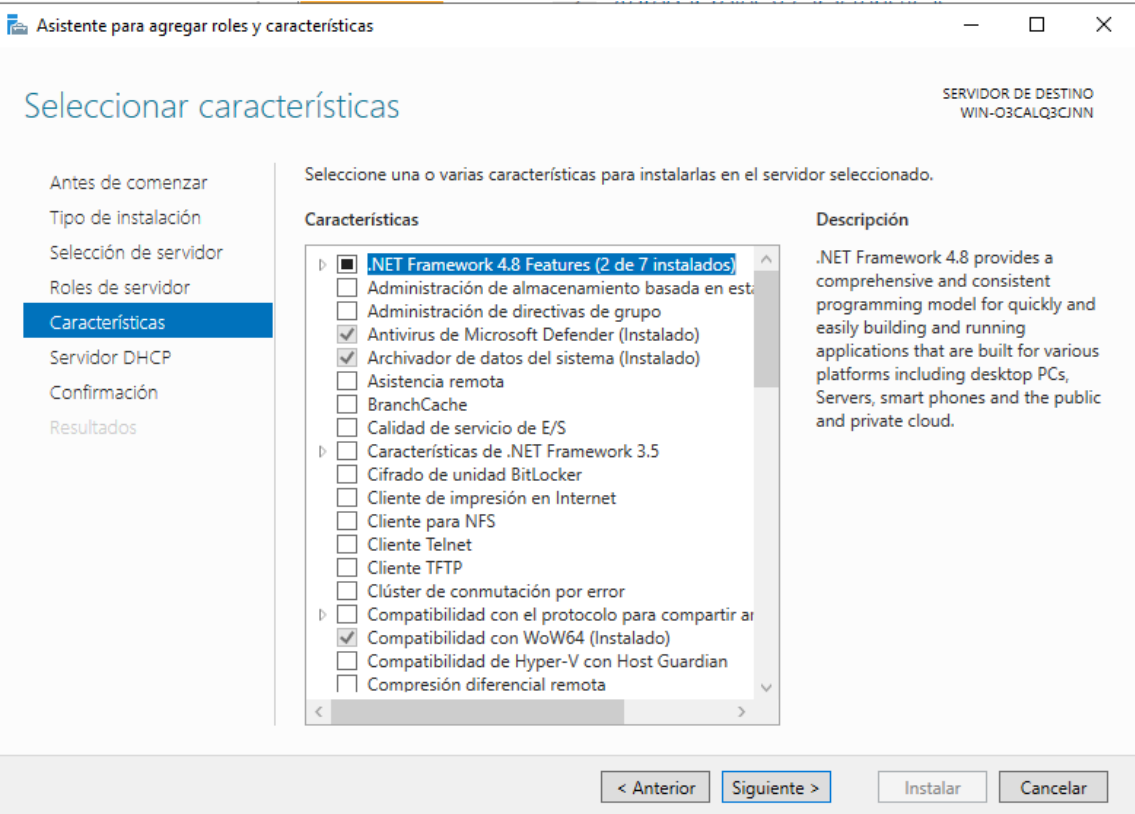 Asistente para agregar roles y características
Seleccionar características
SERVIDOR DE DESTINO
WIN-O3CALQ3CJNN
Antes de comenzar
Tipo de instalación
Selección de servidor
Roles de servidor
Características
Servidor DHCP
Confirmación
Resultados
Seleccione una o varias características para instalarlas en el servidor seleccionado.
Características
.NET Framework 4.8 Features (2 de 7 instalados)
Administración de almacenamiento basada en está
Administración de directivas de grupo
Antivirus de Microsoft Defender (Instalado)
Archivador de datos del sistema (Instalado)
Asistencia remota
BranchCache
Calidad de servicio de E/S
Características de .NET Framework 3.5
Cifrado de unidad BitLocker
Cliente de impresión en Internet
Cliente para NFS
Cliente Telnet
Cliente TFTP
Clúster de conmutación por error
Compatibilidad con el protocolo para compartir ar
Compatibilidad con WoW64 (Instalado)
Compatibilidad de Hyper-V con Host Guardian
Compresión diferencial remota
Descripción
.NET Framework 4.8 provides a
comprehensive and consistent
programming model for quickly and
easily building and running
applications that are built for various
platforms including desktop PCs,
Servers, smart phones and the public
and private cloud.
< Anterior
Siguiente >
Instalar
Cancelar